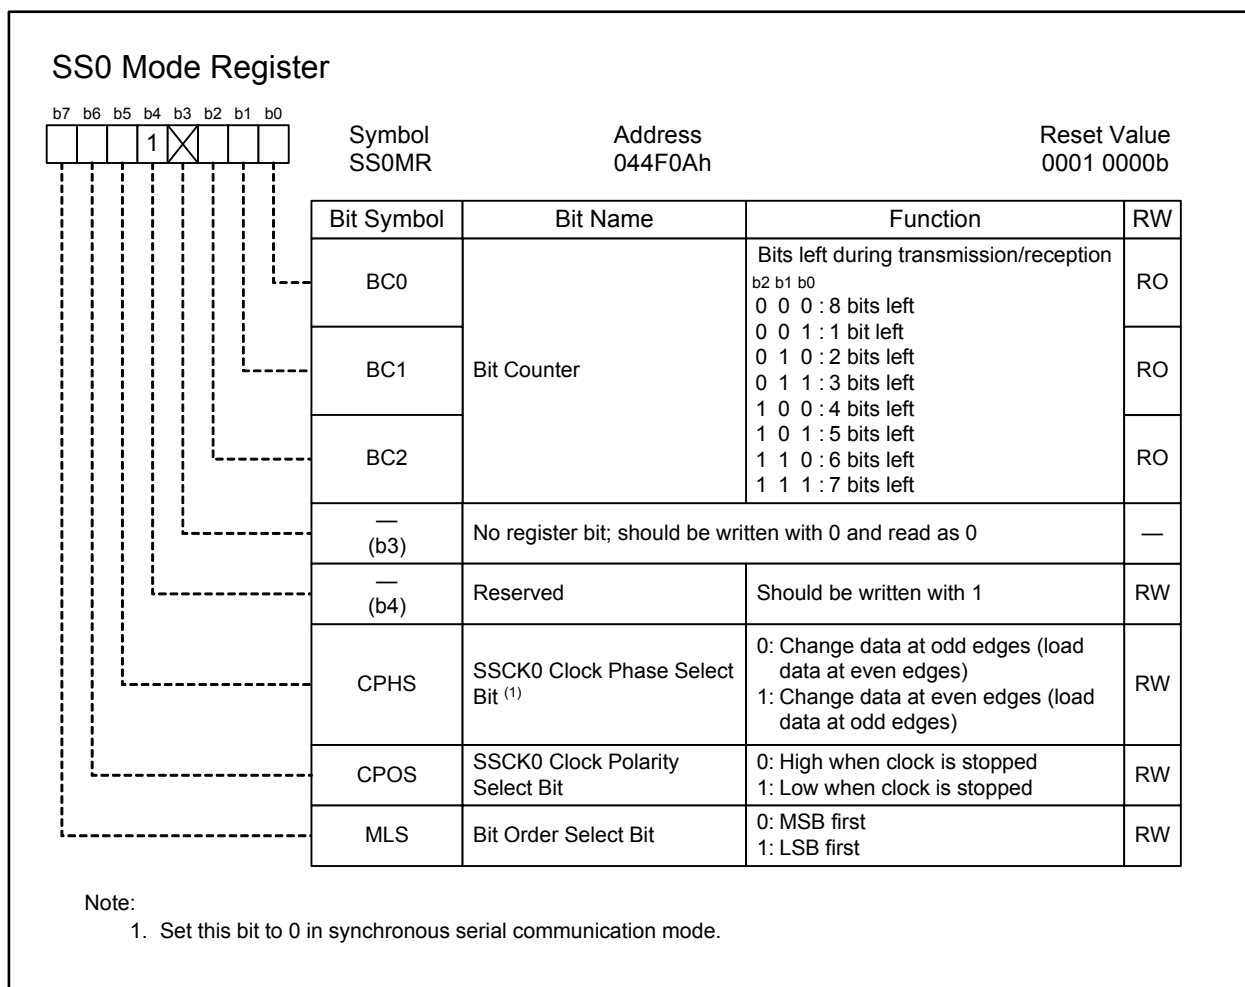 SS0 Mode Register
b7 b6 b5 b4 b3 b2 b1 b0
1
Symbol Address Reset Value
SS0MR 044F0Ah 0001 0000b
Bit Symbol Bit Name Function RW
BC0
BC1
BC2
Bit Counter
Bits left during transmission/reception
b2 b1 b0
0 0 0 : 8 bits left
0 0 1 : 1 bit left
0 1 0 : 2 bits left
0 1 1 : 3 bits left
1 0 0 : 4 bits left
1 0 1 : 5 bits left
1 1 0 : 6 bits left
1 1 1 : 7 bits left
RO
RO
RO
—
(b3)
No register bit; should be written with 0 and read as 0
—
—
(b4)
Reserved
Should be written with 1
RW
CPHS
SSCK0 Clock Phase Select
Bit (1)
0: Change data at odd edges (load
data at even edges)
1: Change data at even edges (load
data at odd edges)
RW
CPOS
SSCK0 Clock Polarity
Select Bit
0: High when clock is stopped
1: Low when clock is stopped
RW
MLS
Bit Order Select Bit
0: MSB first
1: LSB first
RW
Note:
1. Set this bit to 0 in synchronous serial communication mode.